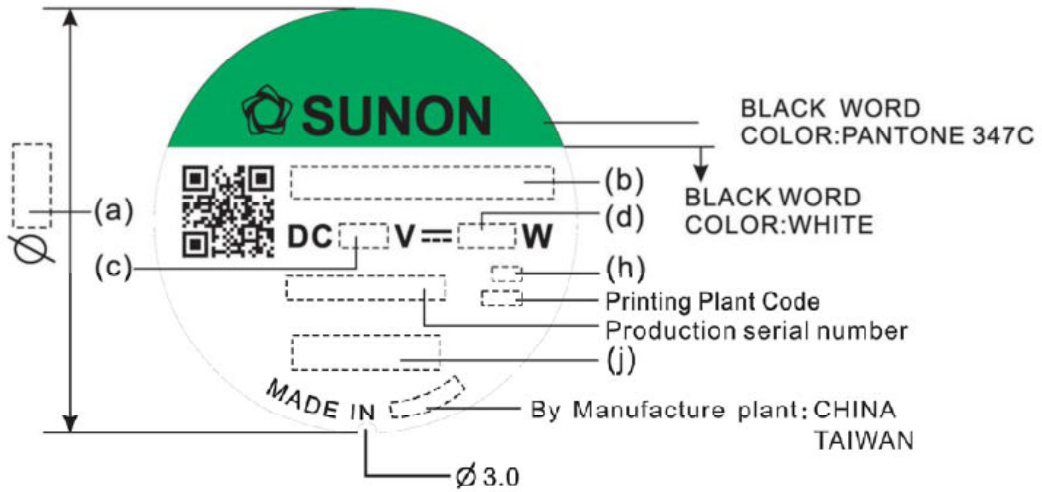 SUNON
BLACK WORD
COLOR:PANTONE 347C
BLACK WORD
COLOR:WHITE
(a)
(b)
(d)
DC V W
(c)
(h)
Printing Plant Code
Production serial number
(j)
MADE IN
By Manufacture plant: CHINA
TAIWAN
Ø
Ø 3.0